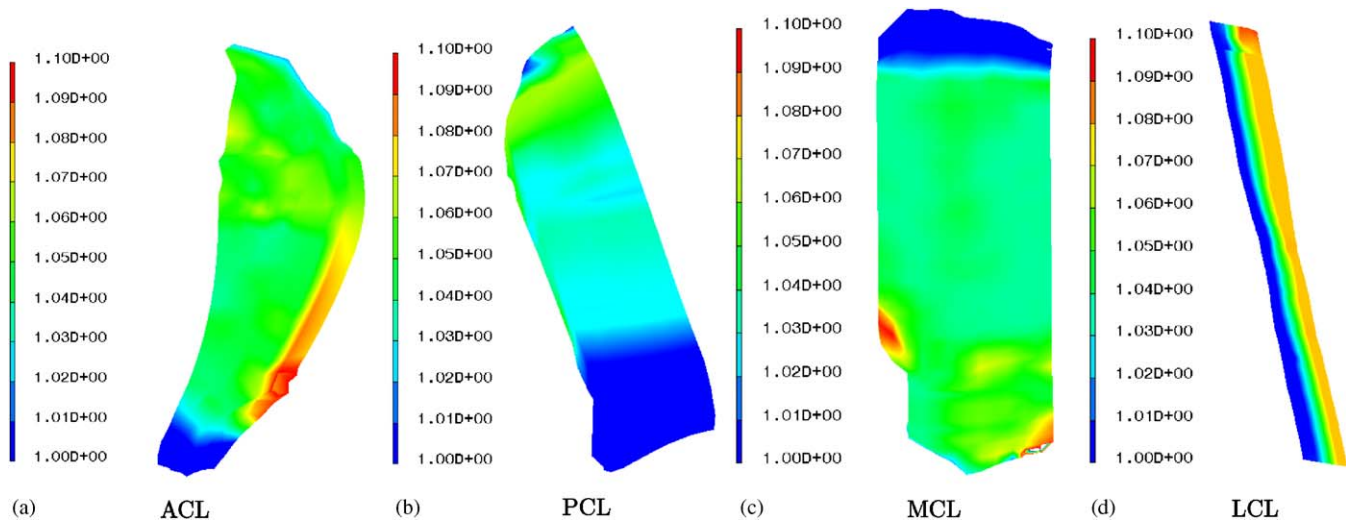 1.10D+00
1.09D+00
1.08D+00
1.07D+00
1.06D+00
1.05D+00
1.04D+00
1.03D+00
1.02D+00
1.01D+00
1.00D+00
(a) ACL
1.10D+00
1.09D+00
1.08D+00
1.07D+00
1.06D+00
1.05D+00
1.04D+00
1.03D+00
1.02D+00
1.01D+00
1.00D+00
(b) PCL
1.10D+00
1.09D+00
1.08D+00
1.07D+00
1.06D+00
1.05D+00
1.04D+00
1.03D+00
1.02D+00
1.01D+00
1.00D+00
(c) MCL
1.10D+00
1.09D+00
1.08D+00
1.07D+00
1.06D+00
1.05D+00
1.04D+00
1.03D+00
1.02D+00
1.01D+00
1.00D+00
(d) LCL